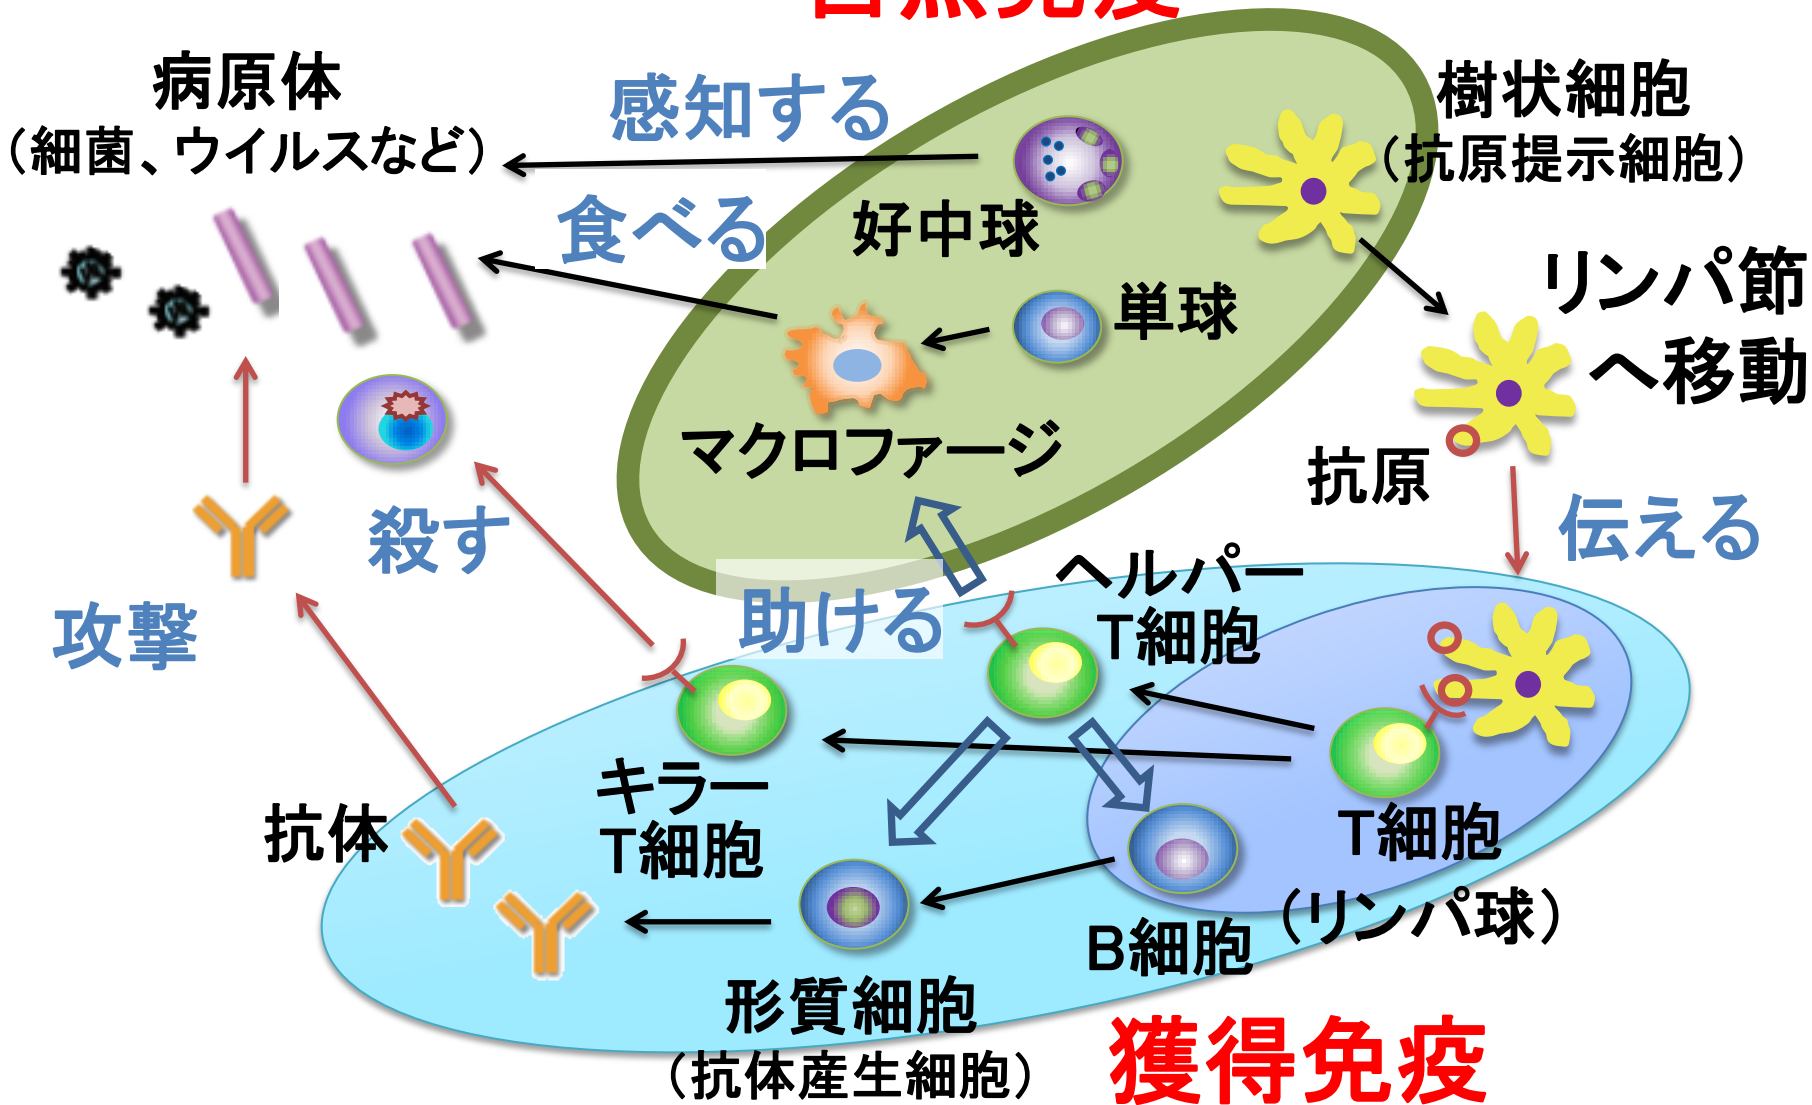 自然免疫
病原体
（細菌、ウイルスなど）
感知する
食べる
好中球
単球
マクロファージ
樹状細胞
（抗原提示細胞）
リンパ節
へ移動
抗原
伝える
殺す
攻撃
助ける
ヘルパー
T細胞
キラー
T細胞
抗体
T細胞
（リンパ球）
B細胞
形質細胞
（抗体産生細胞）
獲得免疫